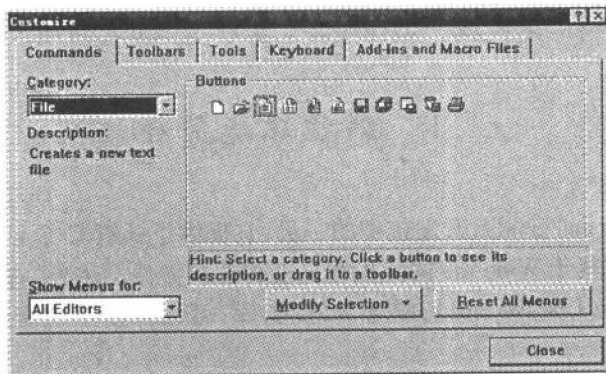 Customize
Commands Toolbars Tools Keyboard Add-Ins and Macro Files
Category:
File
Buttons
Description:
Creates a new text
file
Hint: Select a category. Click a button to see its
description, or drag it to a toolbar.
Show Menus for:
All Editors
Modify Selection
Reset All Menus
Close